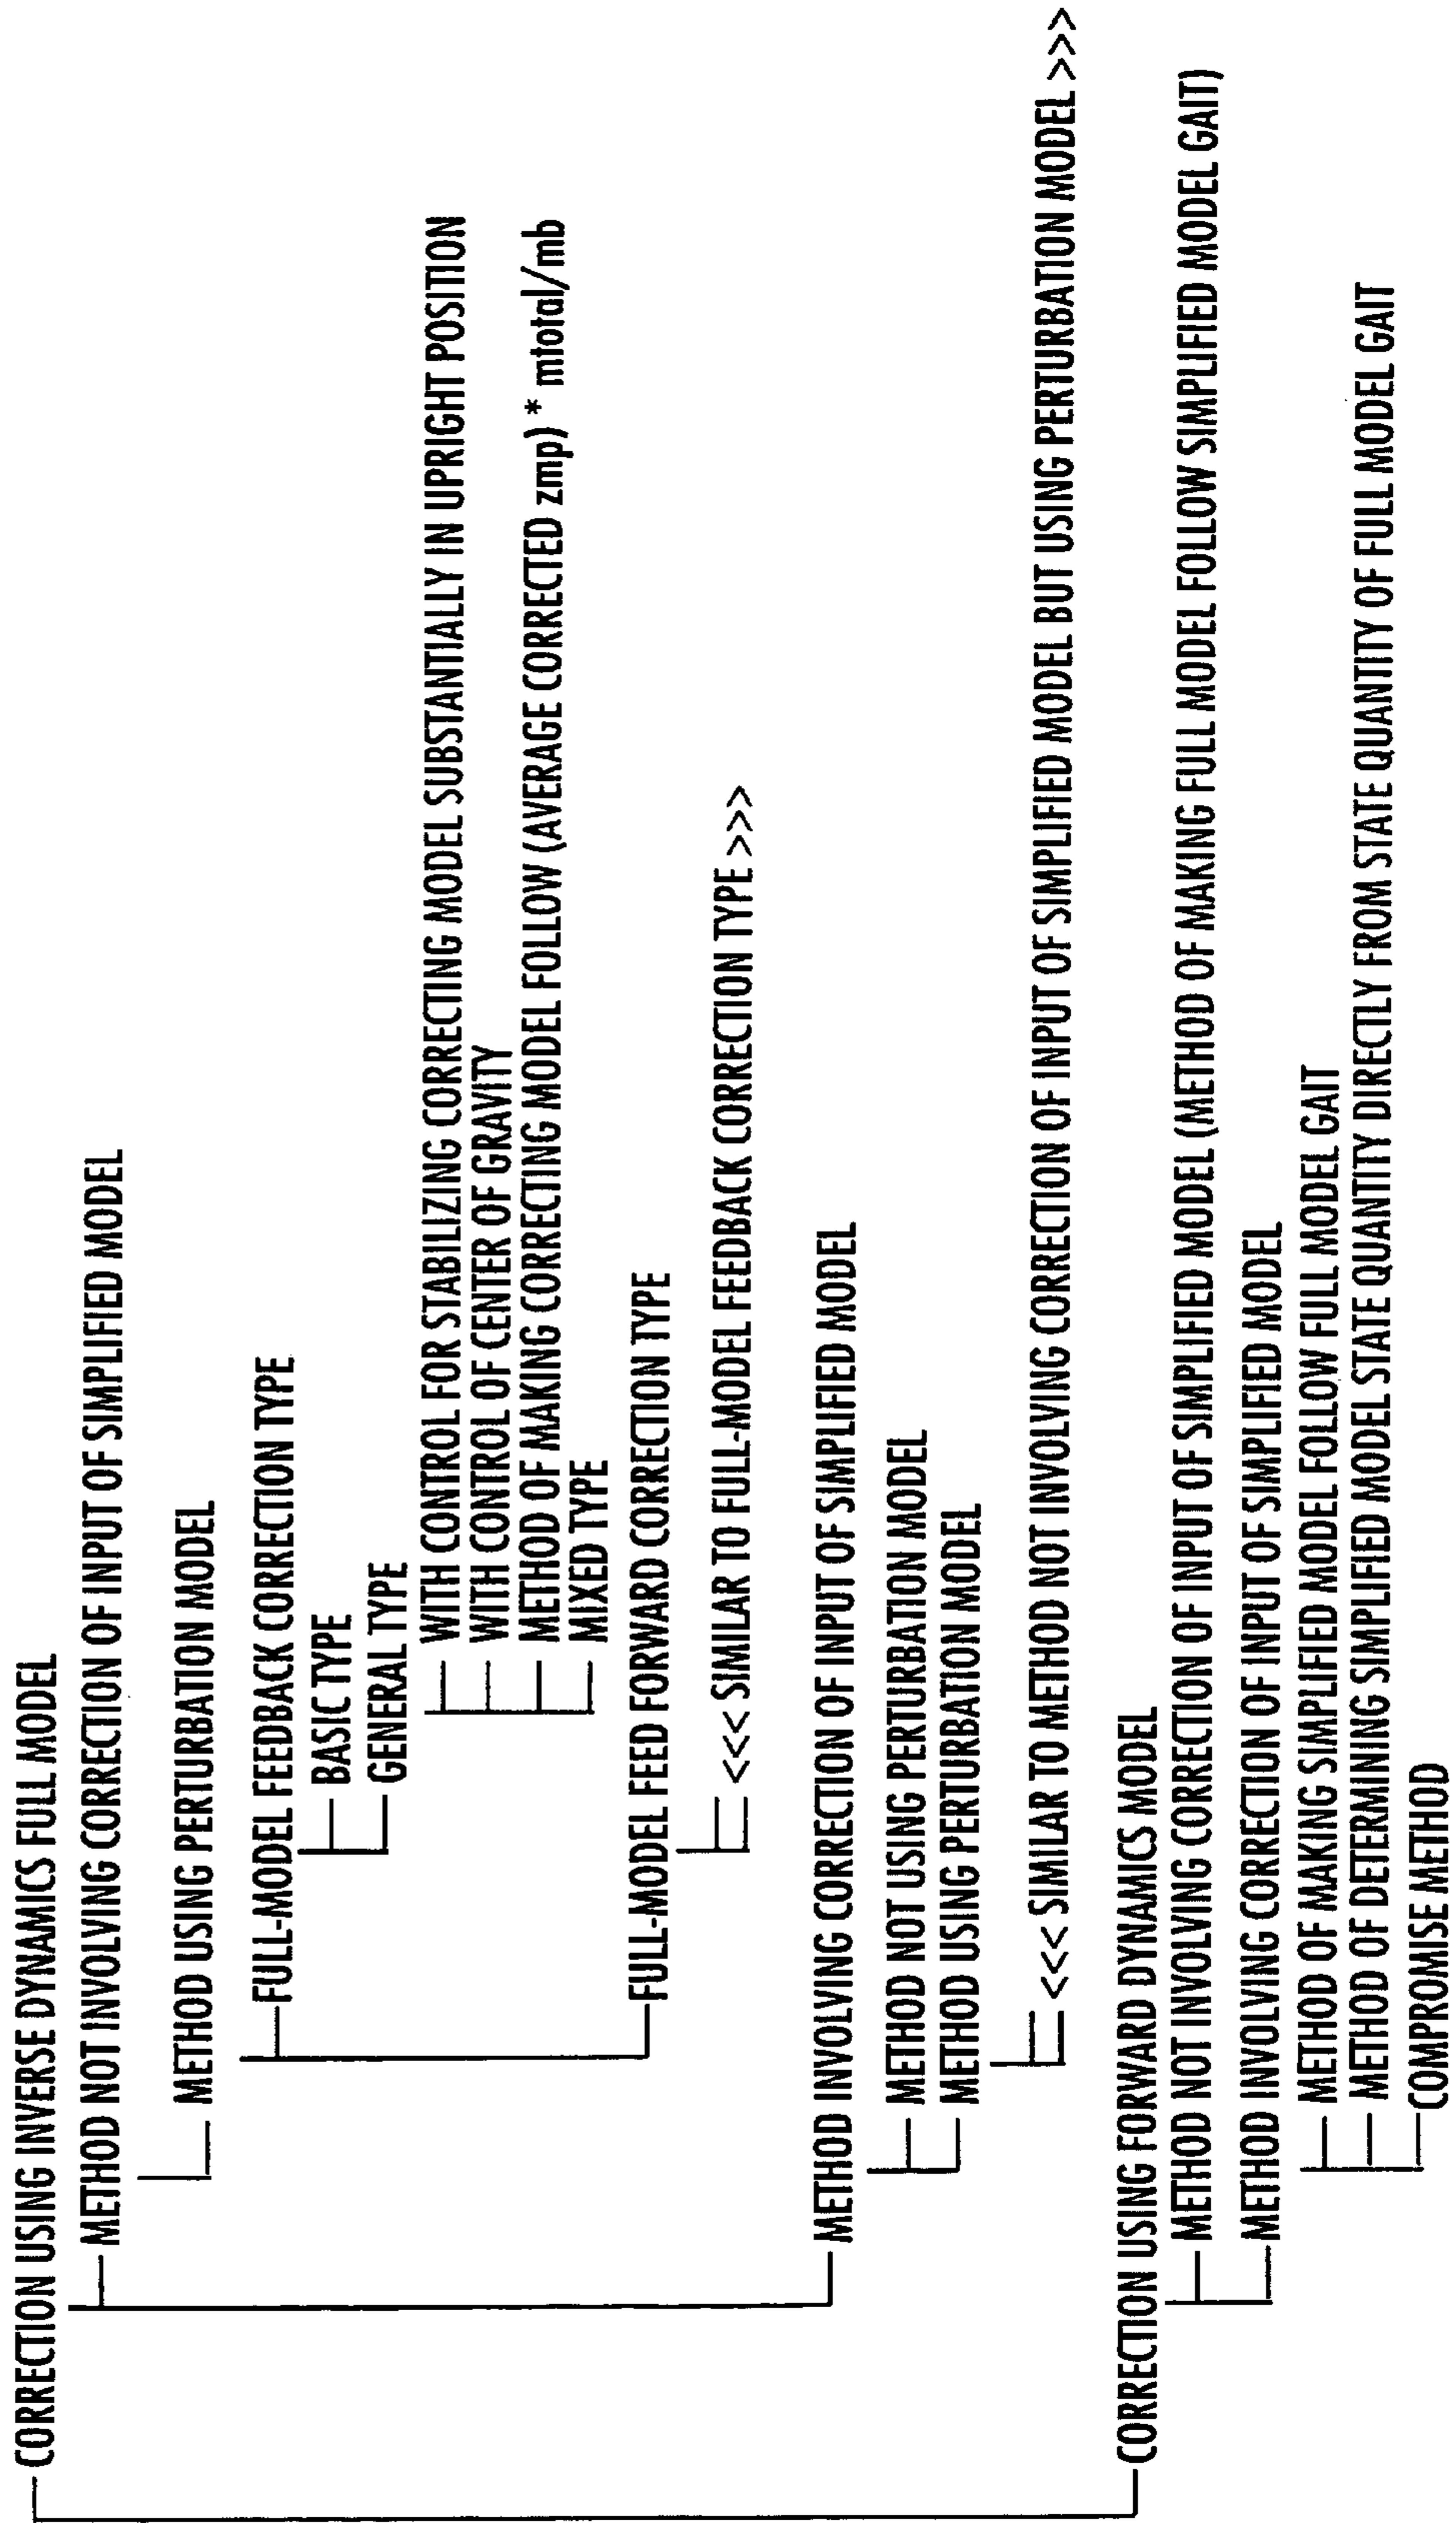 CORRECTION USING INVERSE DYNAMICS FULL MODEL
METHOD NOT INVOLVING CORRECTION OF INPUT OF SIMPLIFIED MODEL
METHOD USING PERTURBATION MODEL
FULL-MODEL FEEDBACK CORRECTION TYPE
BASIC TYPE
GENERAL TYPE
WITH CONTROL FOR STABILIZING CORRECTING MODEL SUBSTANTIALLY IN UPRIGHT POSITION
WITH CONTROL OF CENTER OF GRAVITY
METHOD OF MAKING CORRECTING MODEL FOLLOW (AVERAGE CORRECTED zmp) * mtotal/mb
MIXED TYPE
FULL-MODEL FEED FORWARD CORRECTION TYPE
<<< SIMILAR TO FULL-MODEL FEEDBACK CORRECTION TYPE >>>
METHOD INVOLVING CORRECTION OF INPUT OF SIMPLIFIED MODEL
METHOD NOT USING PERTURBATION MODEL
METHOD USING PERTURBATION MODEL
<<< SIMILAR TO METHOD NOT INVOLVING CORRECTION OF INPUT OF SIMPLIFIED MODEL BUT USING PERTURBATION MODEL >>>
CORRECTION USING FORWARD DYNAMICS MODEL
METHOD NOT INVOLVING CORRECTION OF INPUT OF SIMPLIFIED MODEL (METHOD OF MAKING FULL MODEL FOLLOW SIMPLIFIED MODEL GAIT)
METHOD INVOLVING CORRECTION OF INPUT OF SIMPLIFIED MODEL
METHOD OF MAKING SIMPLIFIED MODEL FOLLOW FULL MODEL GAIT
METHOD OF DETERMINING SIMPLIFIED MODEL STATE QUANTITY DIRECTLY FROM STATE QUANTITY OF FULL MODEL GAIT
COMPROMISE METHOD